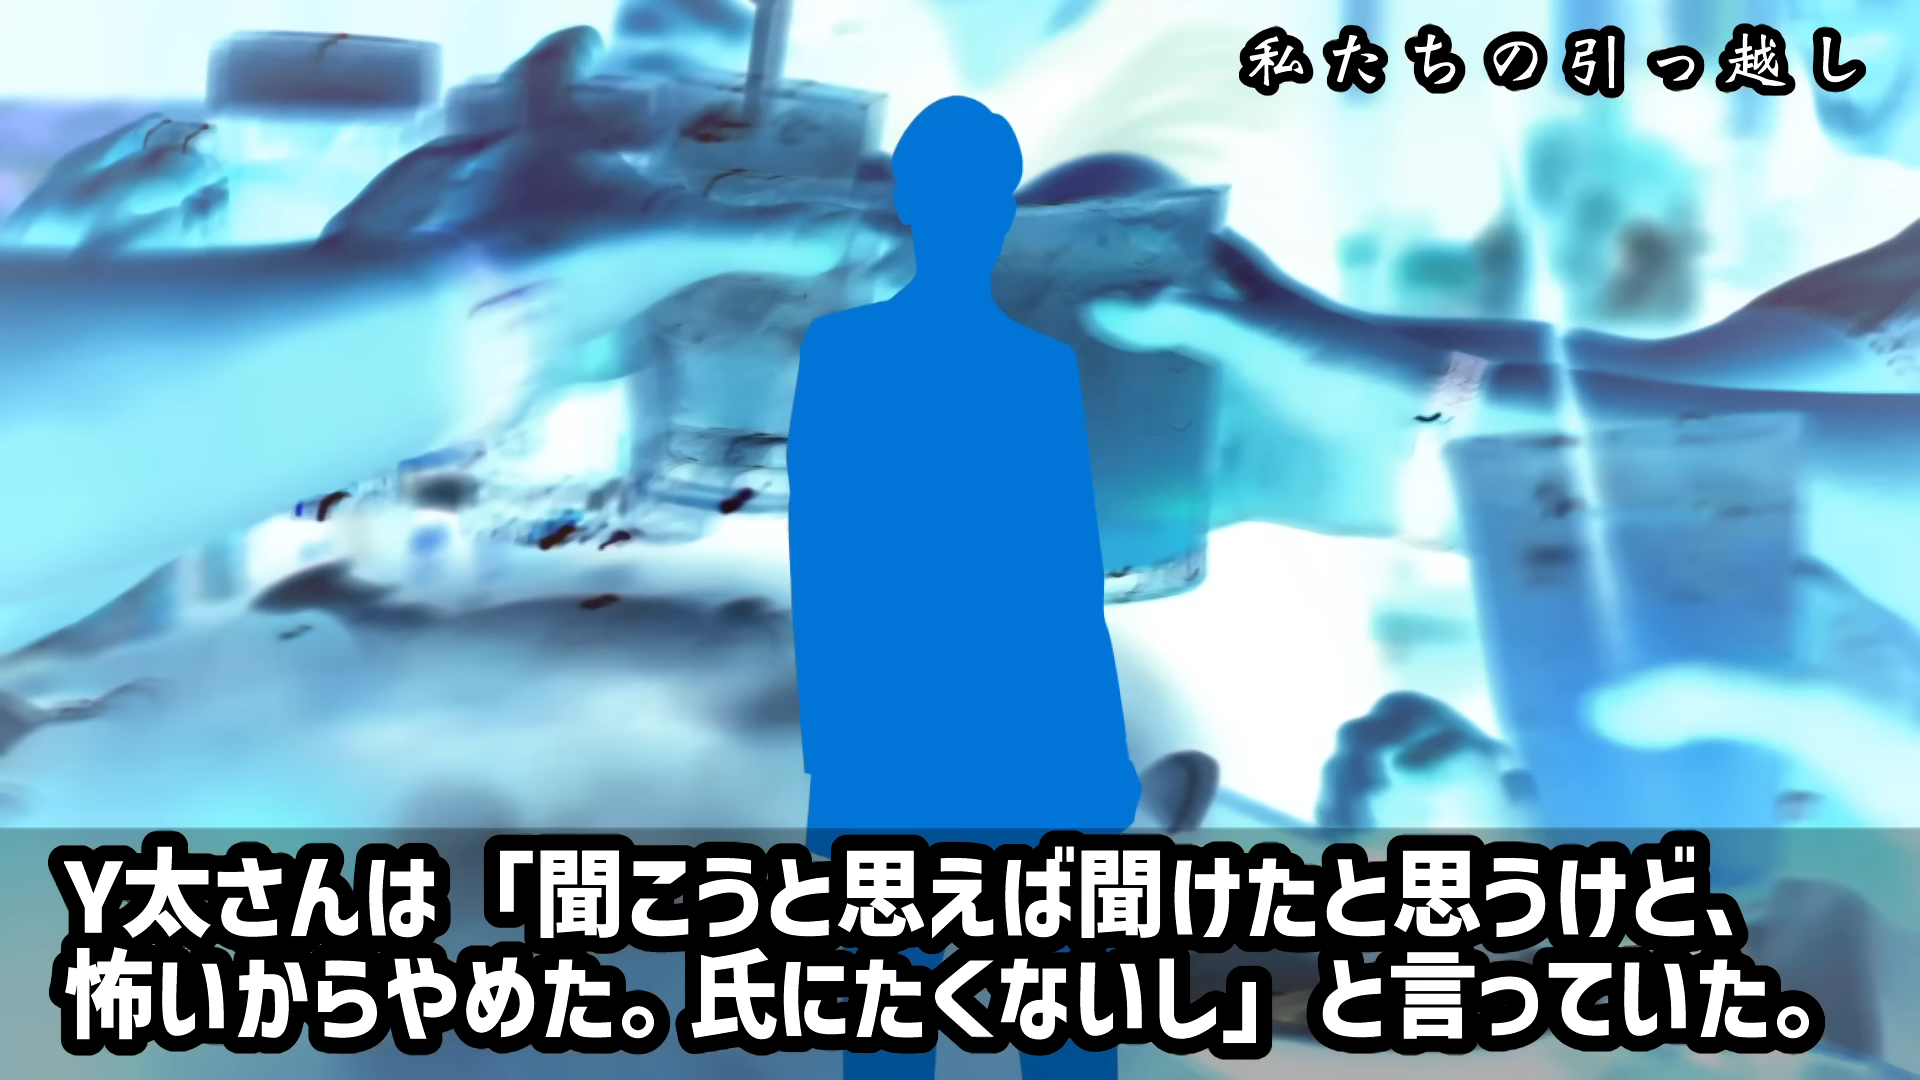 私たちの引っ越し
Y太さんは「聞こうと思えば聞けたと思うけど、
怖いからやめた。氏にたくないし」と言っていた。